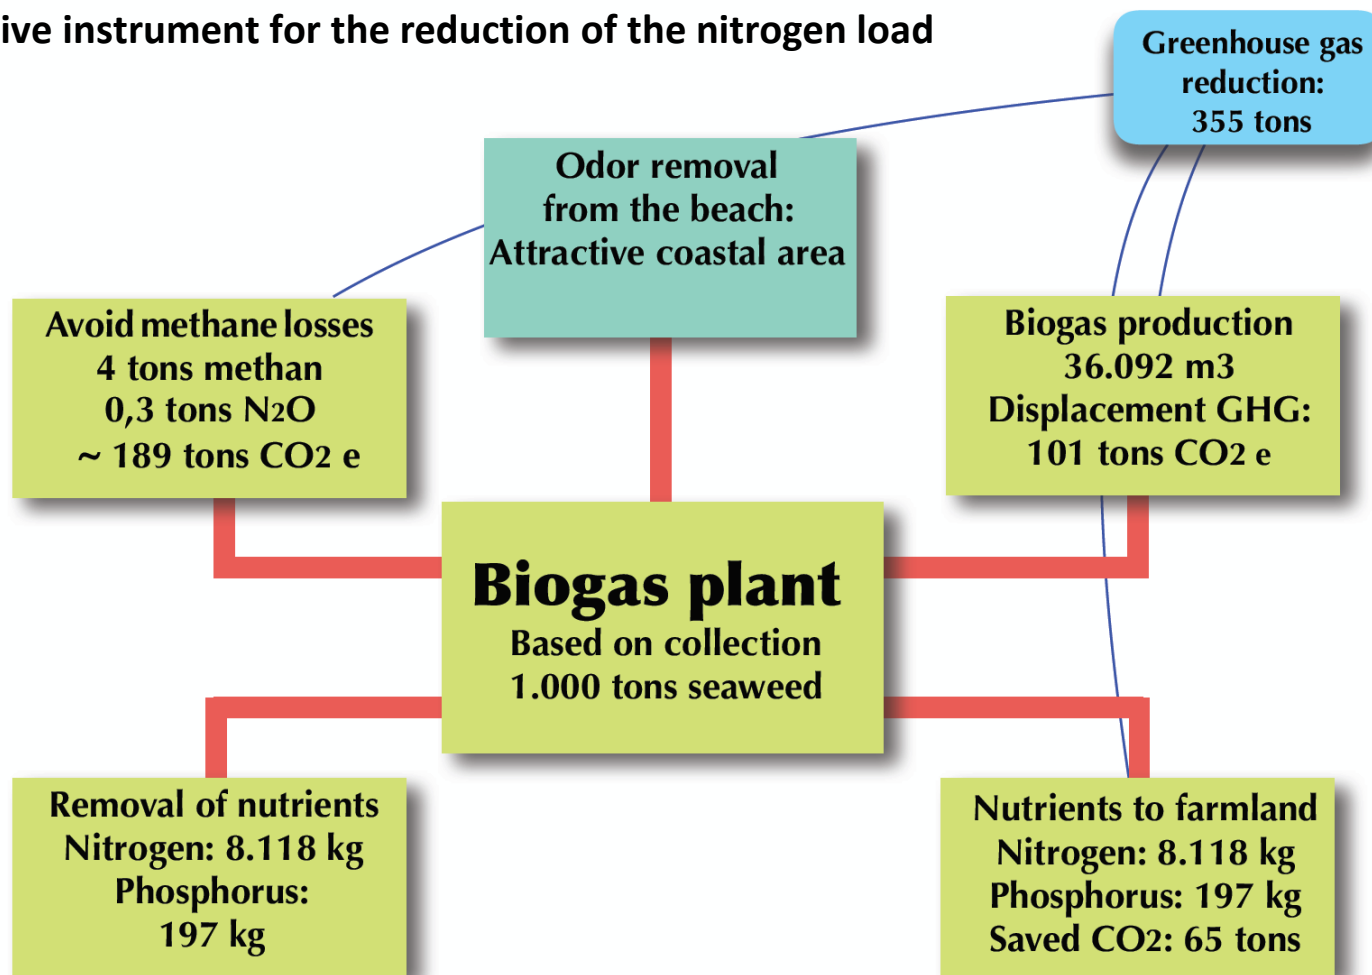 ive instrument for the reduction of the nitrogen load
Greenhouse gas
reduction:
355 tons
Odor removal
from the beach:
Attractive coastal area
Avoid methane losses
4 tons methan
0,3 tons N2O
~ 189 tons CO2 e
Biogas production
36.092 m3
Displacement GHG:
101 tons CO2 e
Biogas plant
Based on collection
1.000 tons seaweed
Removal of nutrients
Nitrogen: 8.118 kg
Phosphorus:
197 kg
Nutrients to farmland
Nitrogen: 8.118 kg
Phosphorus: 197 kg
Saved CO2: 65 tons